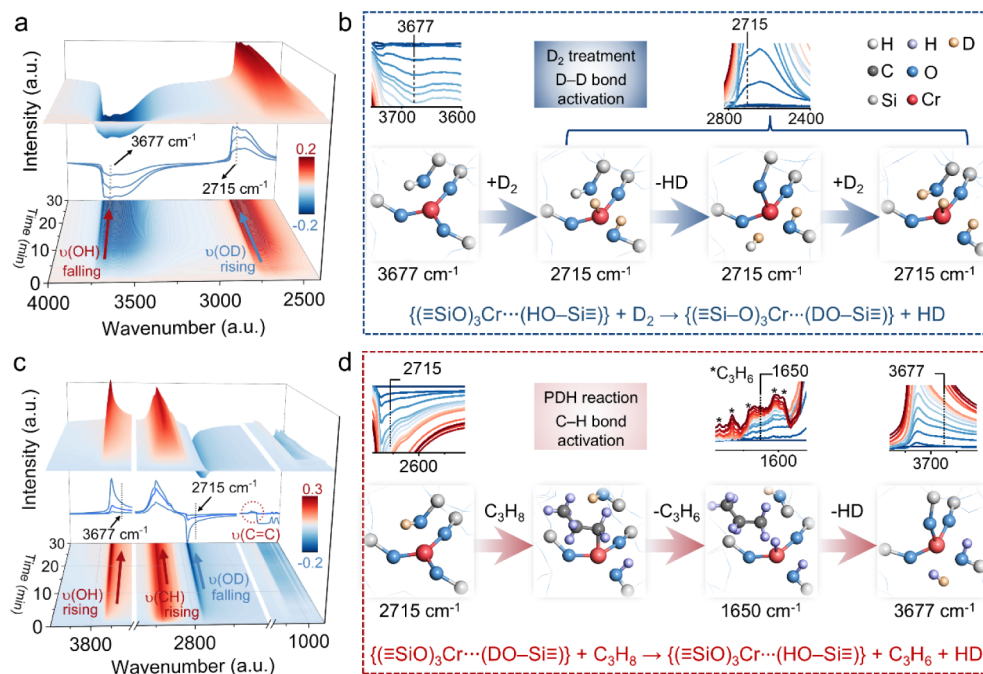 a
Intensity (a.u.)
3677 cm⁻¹
2715 cm⁻¹
0.2
-0.2
Intensity (a.u.)
Time (min)
30
20
10
0
υ(OH)
falling
υ(OD)
rising
4000 3500 3000 2500
Wavenumber (a.u.)
b
3677
3700 3600
D₂ treatment
D–D bond
activation
2715
2800 2400
H H D
C O
Si Cr
+D₂ -HD +D₂
3677 cm⁻¹ 2715 cm⁻¹ 2715 cm⁻¹ 2715 cm⁻¹
{(≡SiO)₃Cr···(HO–Si≡)} + D₂ → {(≡Si–O)₃Cr···(DO–Si≡)} + HD
c
Intensity (a.u.)
2715 cm⁻¹
3677 cm⁻¹
υ(C=C)
0.3
-0.2
Time (min)
30
20
10
0
υ(OH)
rising
υ(CH)
rising
υ(OD)
falling
3800 2800 1000
Wavenumber (a.u.)
d
2715
2600
PDH reaction
C–H bond
activation
*C₃H₆ 1650
* * * * *
1600
3677
3700
C₃H₈ -C₃H₆ -HD
2715 cm⁻¹ 1650 cm⁻¹ 3677 cm⁻¹
{(≡SiO)₃Cr···(DO–Si≡)} + C₃H₈ → {(≡SiO)₃Cr···(HO–Si≡)} + C₃H₆ + HD